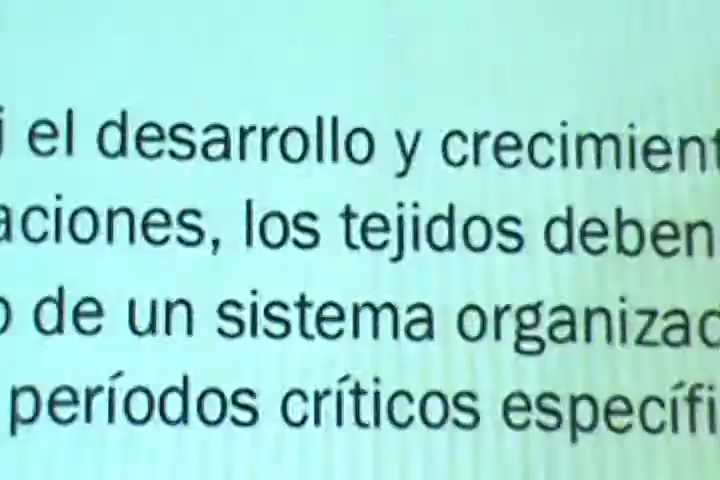 el desarrollo y crecimient
aciones, los tejidos deben
o de un sistema organizac
períodos críticos específi